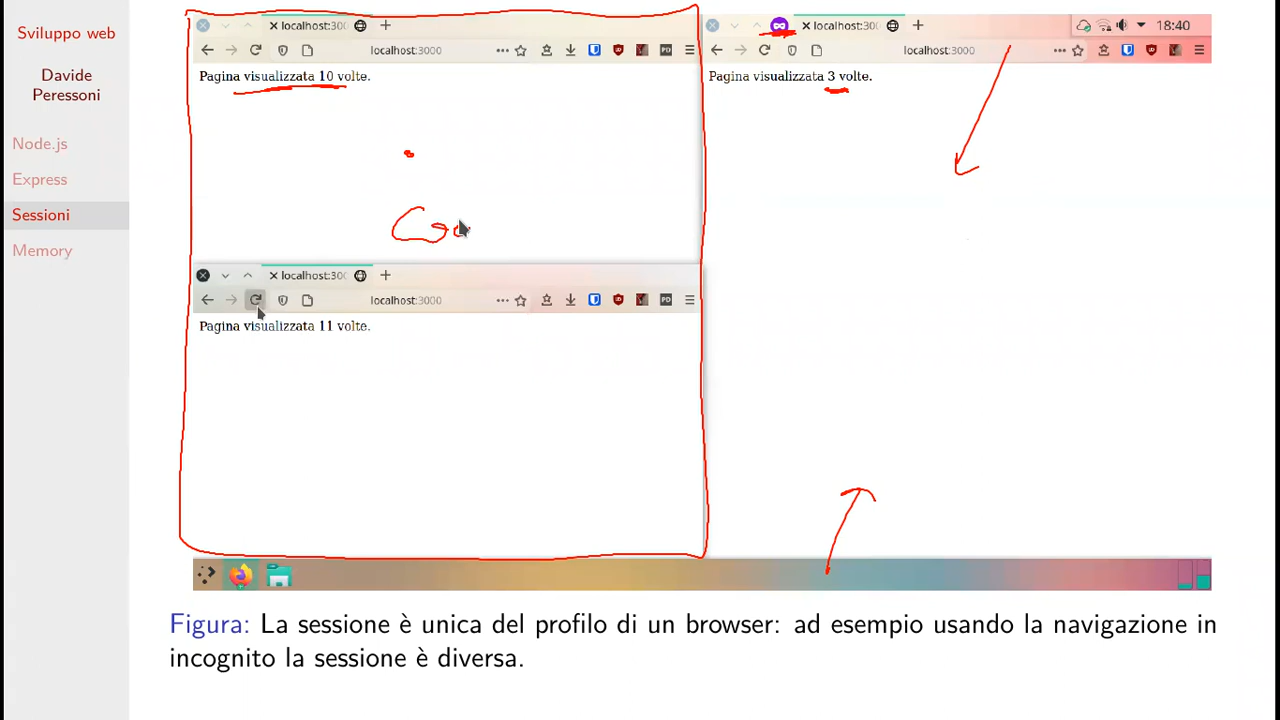 Sviluppo web
Davide
Peressoni
Node.js
Express
Sessioni
Memory
localhost:300
localhost:3000
Pagina visualizzata 10 volte.
localhost:300
18:40
localhost:3000
Pagina visualizzata 3 volte.
localhost:300
localhost:3000
Pagina visualizzata 11 volte.
Figura: La sessione è unica del profilo di un browser: ad esempio usando la navigazione in
incognito la sessione è diversa.